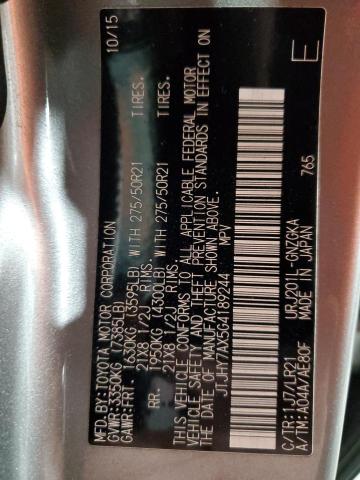 MFD.BY:TOYOTA MOTOR CORPORATION 10/15
GVWR:3350KG (7385LB)
GAWR:FRT. 1630KG (3595LB) WITH 275/50R21 TIRES.
21X8 1/2J RIMS.
RR. 1950KG (4300LB) WITH 275/50R21 TIRES.
21X8 1/2J RIMS.
THIS VEHICLE CONFORMS TO ALL APPLICABLE FEDERAL MOTOR
VEHICLE SAFETY, AND THEFT PREVENTION STANDARDS IN EFFECT ON
THE DATE OF MANUFACTURE SHOWN ABOVE.
JTJHY7AX5G4189244 MPV
E
C/TR:1J7/LR21 URJ201L-GNZGKA 765
A/TM:A04A/AE80F MADE IN JAPAN